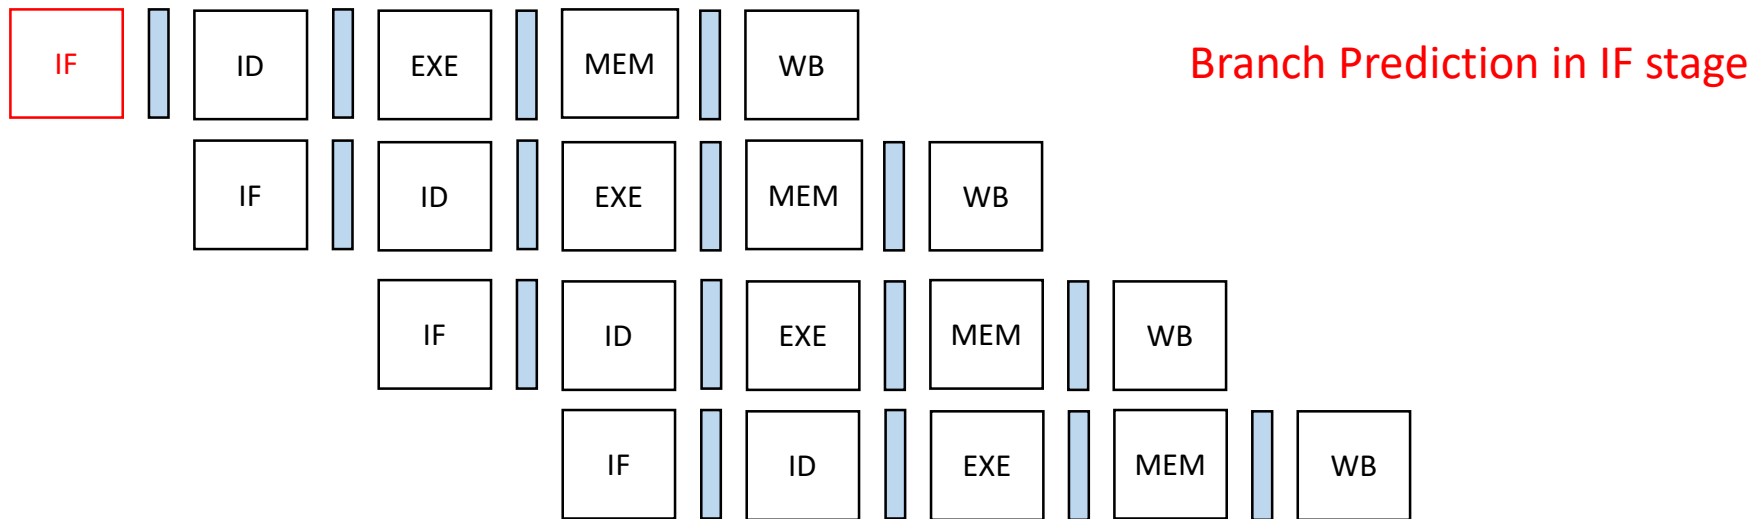 IF ID EXE MEM WB Branch Prediction in IF stage
IF ID EXE MEM WB
IF ID EXE MEM WB
IF ID EXE MEM WB